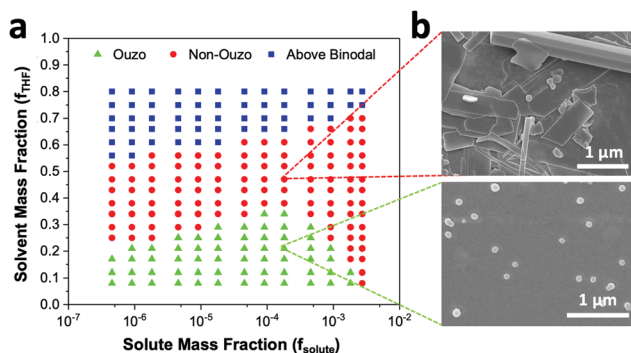 a
b
Ouzo Non-Ouzo Above Binodal
Solvent Mass Fraction (f_THF)
1.0
0.9
0.8
0.7
0.6
0.5
0.4
0.3
0.2
0.1
0.0
10⁻⁷ 10⁻⁶ 10⁻⁵ 10⁻⁴ 10⁻³ 10⁻²
Solute Mass Fraction (f_solute)
1 µm
1 µm